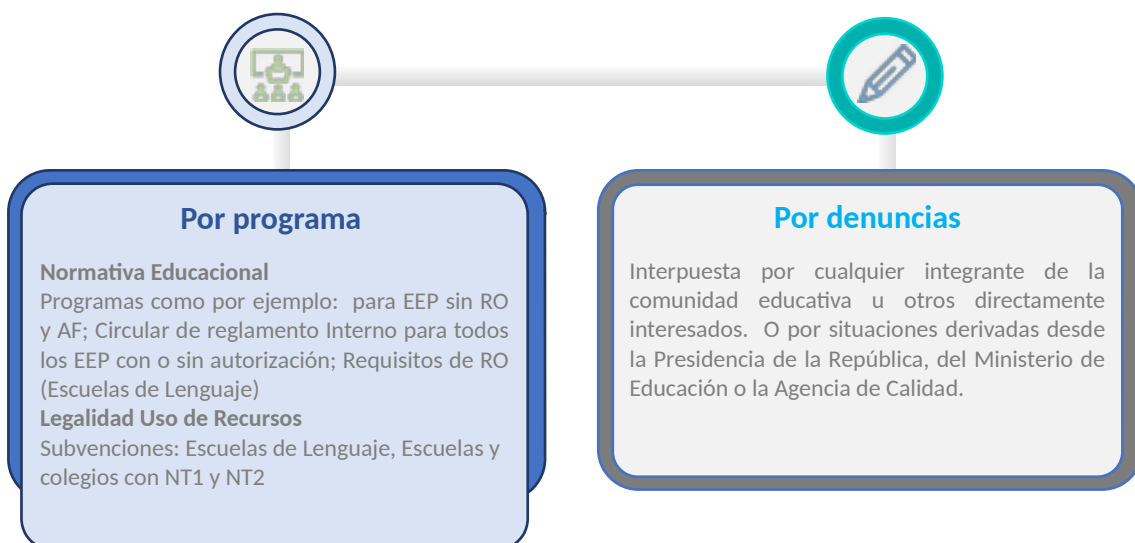 Por programa
Normativa Educacional
Programas como por ejemplo: para EEP sin RO
y AF; Circular de reglamento Interno para todos
los EEP con o sin autorización; Requisitos de RO
(Escuelas de Lenguaje)
Legalidad Uso de Recursos
Subvenciones: Escuelas de Lenguaje, Escuelas y
colegios con NT1 y NT2
Por denuncias
Interpuesta por cualquier integrante de la
comunidad educativa u otros directamente
interesados. O por situaciones derivadas desde
la Presidencia de la República, del Ministerio de
Educación o la Agencia de Calidad.